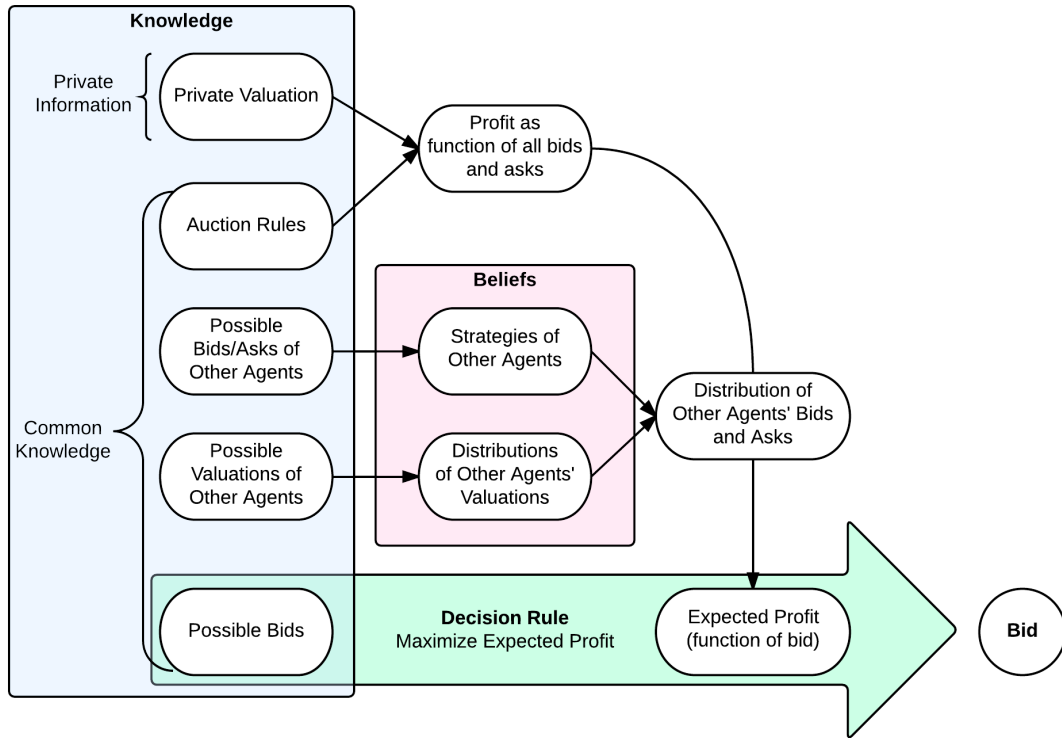 Knowledge
Private
Information
Private Valuation
Profit as
function of all bids
and asks
Auction Rules
Beliefs
Possible
Bids/Asks of
Other Agents
Strategies of
Other Agents
Distribution of
Other Agents' Bids
and Asks
Common
Knowledge
Possible
Valuations of
Other Agents
Distributions
of Other Agents'
Valuations
Possible Bids
Decision Rule
Maximize Expected Profit
Expected Profit
(function of bid)
Bid